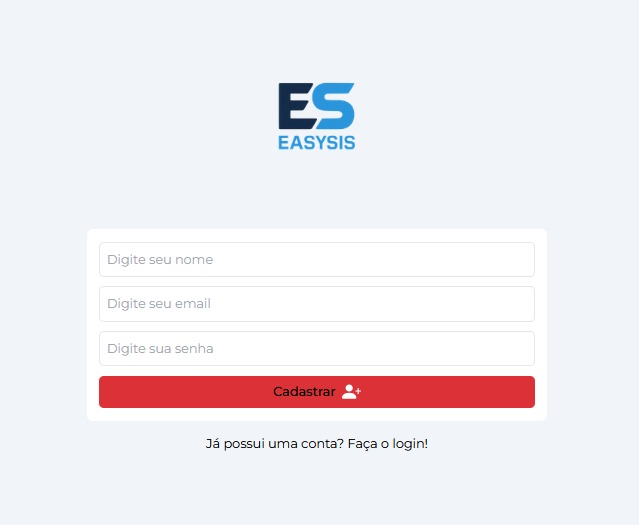 ES
EASYSIS
Digite seu nome
Digite seu email
Digite sua senha
Cadastrar
Já possui uma conta? Faça o login!